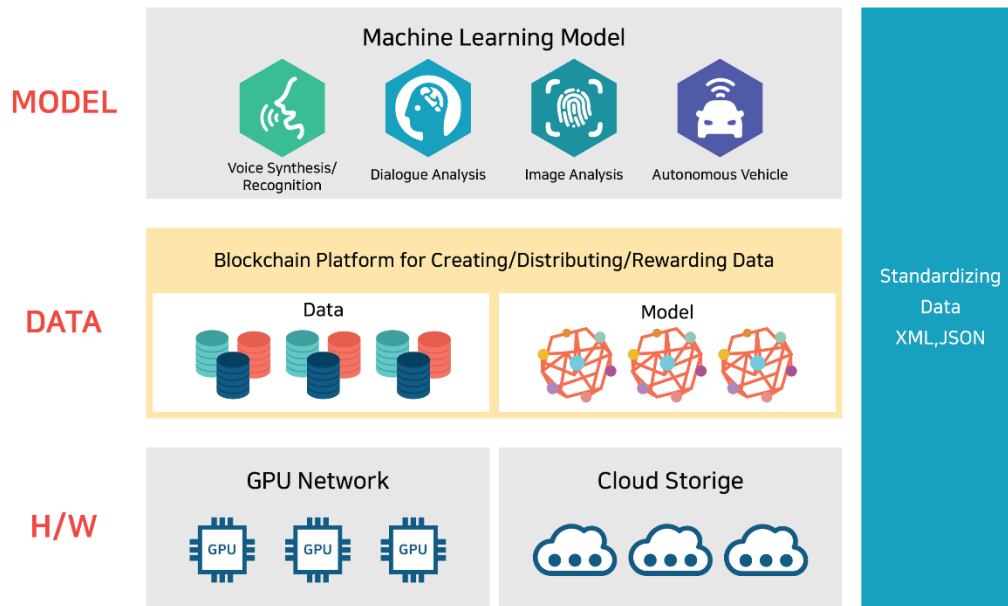 MODEL
Machine Learning Model
Voice Synthesis/
Recognition
Dialogue Analysis
Image Analysis
Autonomous Vehicle
DATA
Blockchain Platform for Creating/Distributing/Rewarding Data
Data
Model
H/W
GPU Network
GPU
GPU
GPU
Cloud Storige
Standardizing
Data
XML,JSON